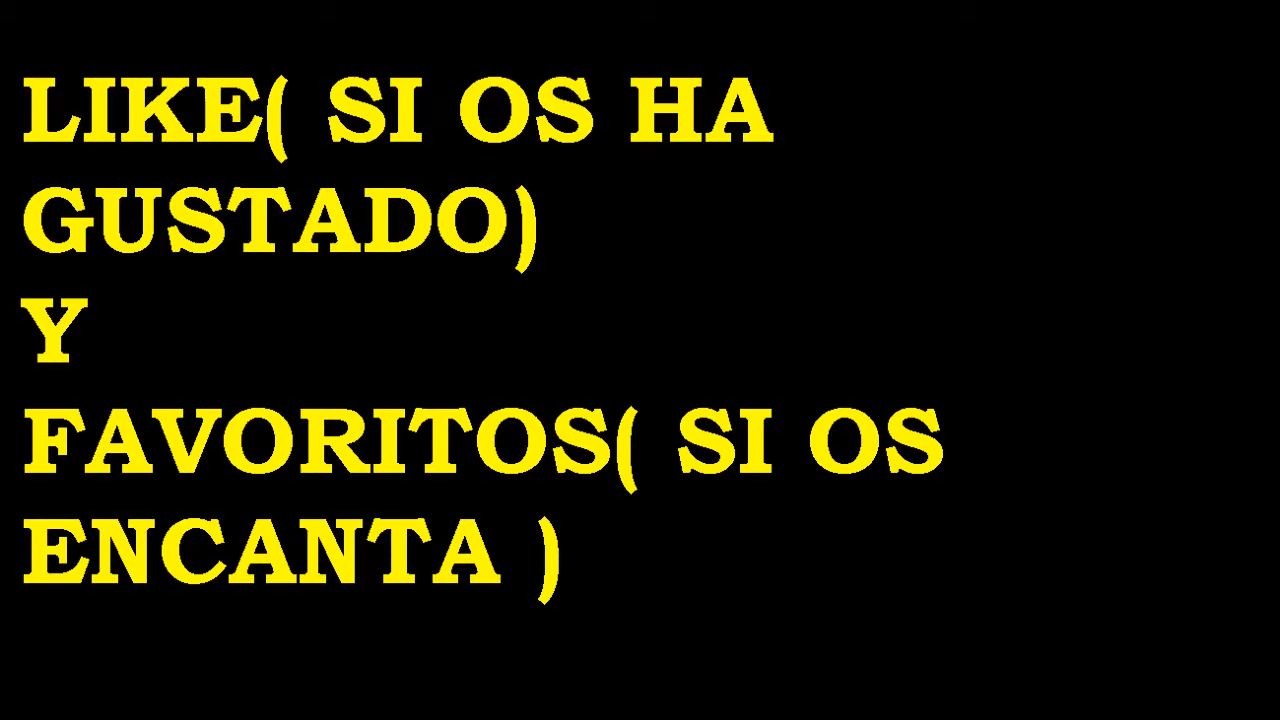 LIKE( SI OS HA
GUSTADO)
Y
FAVORITOS( SI OS
ENCANTA )